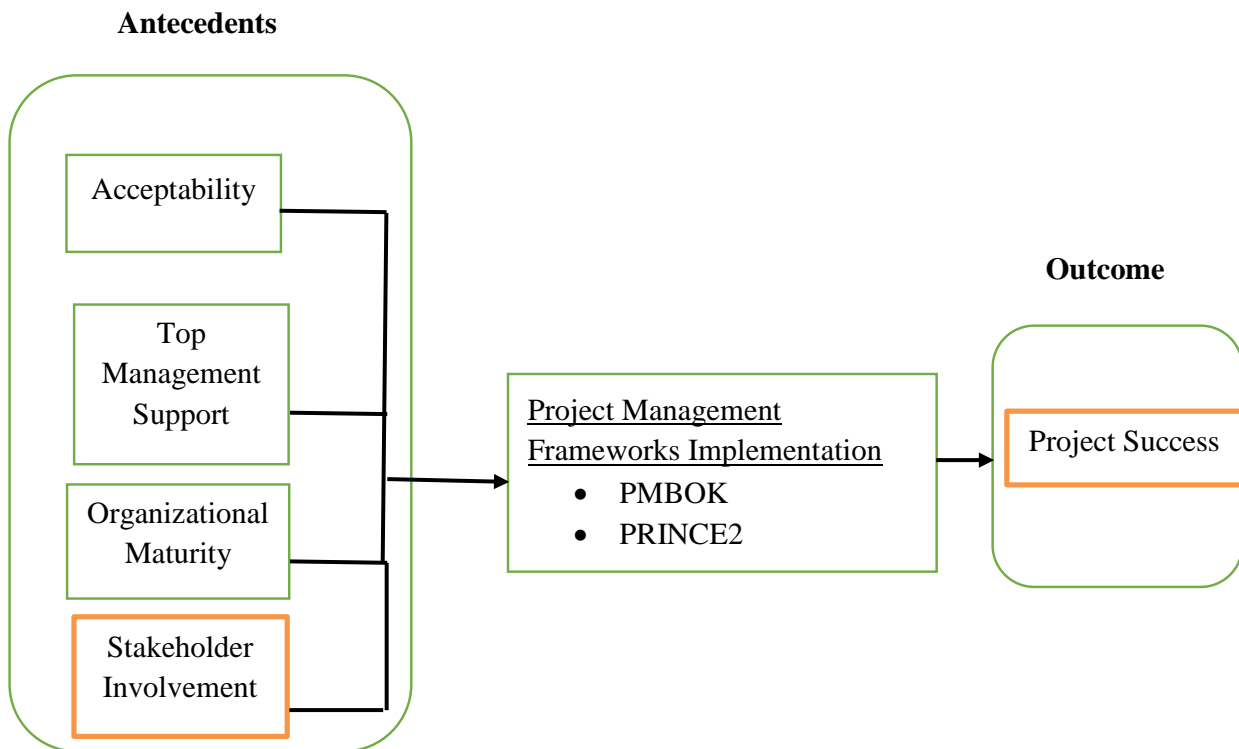 Antecedents
Acceptability
Top
Management
Support
Organizational
Maturity
Stakeholder
Involvement
Project Management
Frameworks Implementation
• PMBOK
• PRINCE2
Outcome
Project Success